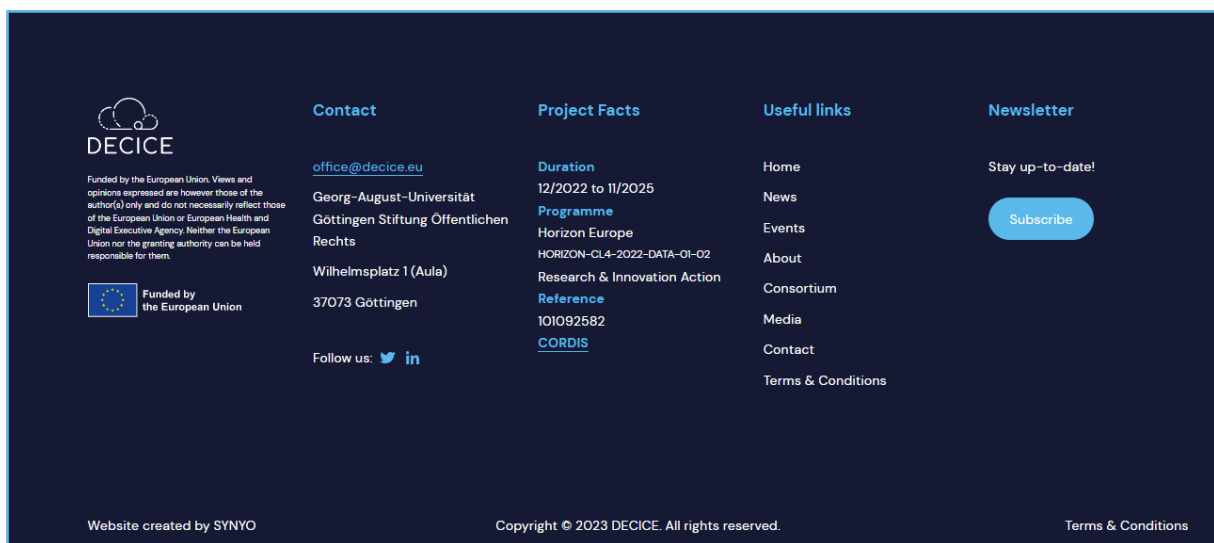 DECICE
Funded by the European Union. Views and
opinions expressed are however those of the
author(s) only and do not necessarily reflect those
of the European Union or European Health and
Digital Executive Agency. Neither the European
Union nor the granting authority can be held
responsible for them.
Funded by
the European Union
Contact
office@decice.eu
Georg-August-Universität
Göttingen Stiftung Öffentlichen
Rechts
Wilhelmsplatz 1 (Aula)
37073 Göttingen
Follow us:
Project Facts
Duration
12/2022 to 11/2025
Programme
Horizon Europe
HORIZON-CL4-2022-DATA-01-02
Research & Innovation Action
Reference
101092582
CORDIS
Useful links
Home
News
Events
About
Consortium
Media
Contact
Terms & Conditions
Newsletter
Stay up-to-date!
Subscribe
Website created by SYNYO
Copyright © 2023 DECICE. All rights reserved.
Terms & Conditions